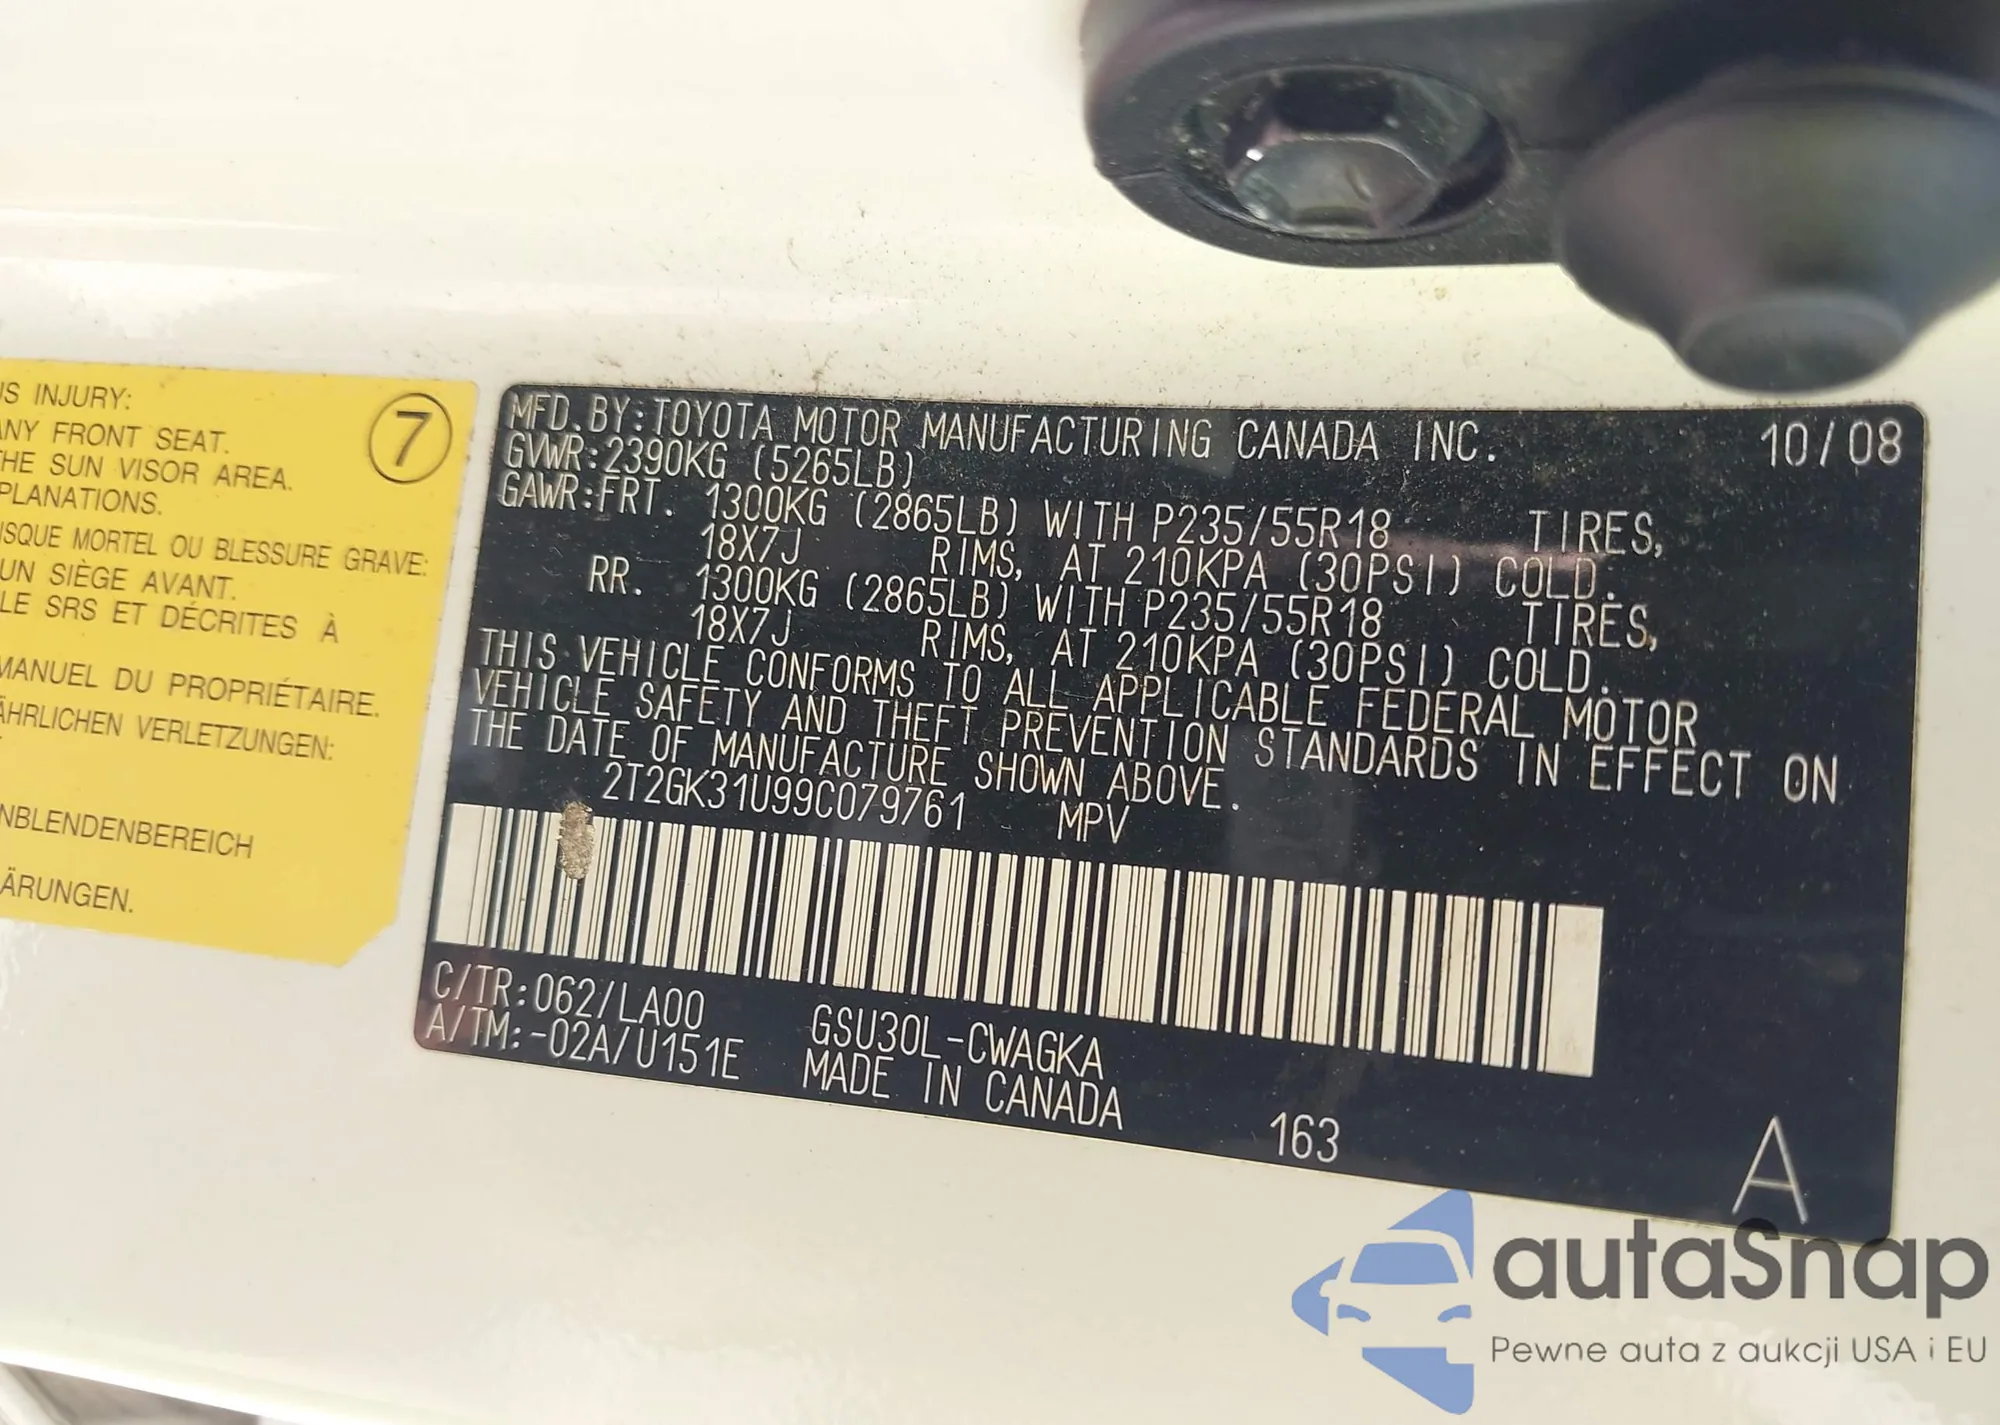 US INJURY:
ANY FRONT SEAT.
THE SUN VISOR AREA.
PLANATIONS.
ISQUE MORTEL OU BLESSURE GRAVE:
UN SIÈGE AVANT.
LE SRS ET DÉCRITES À
MANUEL DU PROPRIÉTAIRE.
ÄHRLICHEN VERLETZUNGEN:
NBLENDENBEREICH
ÄRUNGEN.
7
MFD.BY:TOYOTA MOTOR MANUFACTURING CANADA INC. 10/08
GVWR:2390KG (5265LB)
GAWR:FRT. 1300KG (2865LB) WITH P235/55R18 TIRES,
18X7J RIMS, AT 210KPA (30PSI) COLD.
RR. 1300KG (2865LB) WITH P235/55R18 TIRES,
18X7J RIMS, AT 210KPA (30PSI) COLD.
THIS VEHICLE CONFORMS TO ALL APPLICABLE FEDERAL MOTOR
VEHICLE SAFETY AND THEFT PREVENTION STANDARDS IN EFFECT ON
THE DATE OF MANUFACTURE SHOWN ABOVE.
2T2GK31U99C079761 MPV
C/TR:062/LA00 GSU30L-CWAGKA
A/TM:-02A/U151E MADE IN CANADA
163
A
autaSnap
Pewne auta z aukcji USA i EU